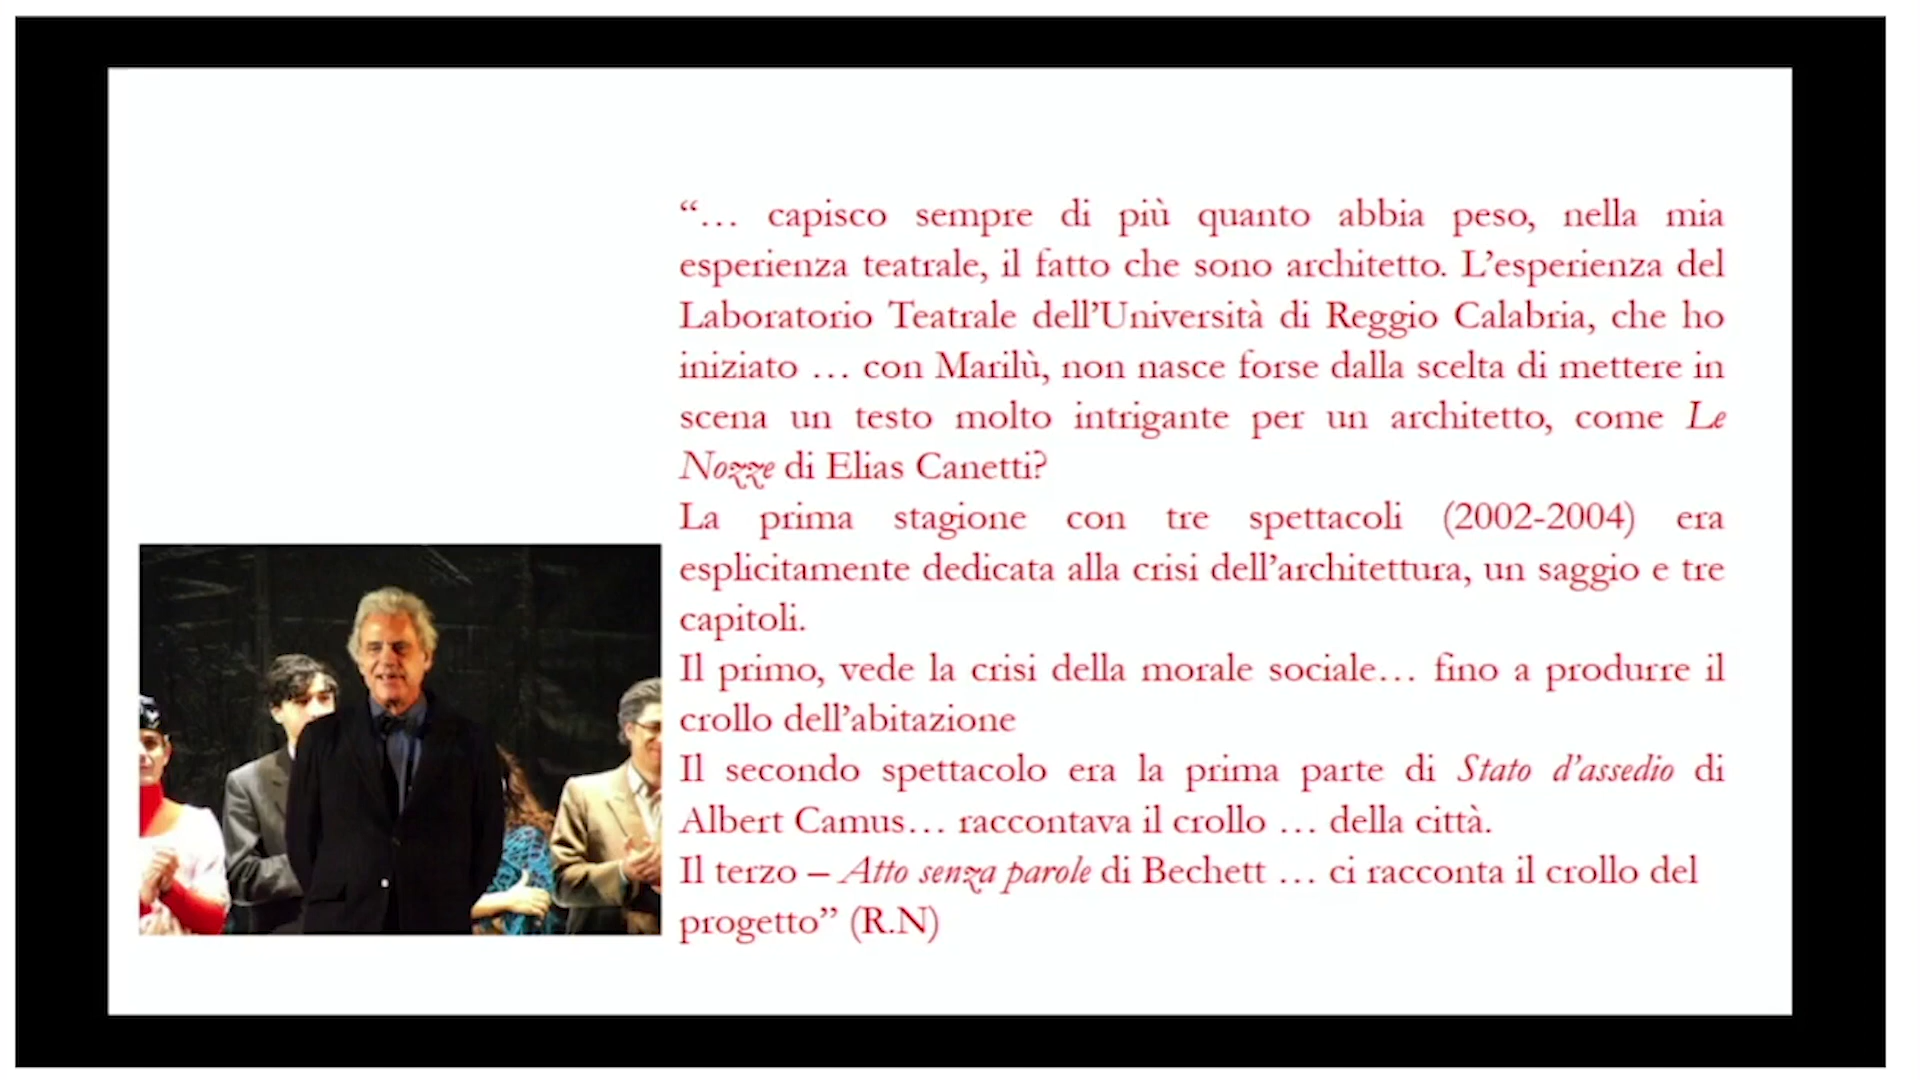 “… capisco sempre di più quanto abbia peso, nella mia
esperienza teatrale, il fatto che sono architetto. L’esperienza del
Laboratorio Teatrale dell’Università di Reggio Calabria, che ho
iniziato … con Marilù, non nasce forse dalla scelta di mettere in
scena un testo molto intrigante per un architetto, come Le
Nozze di Elias Canetti?
La prima stagione con tre spettacoli (2002-2004) era
esplicitamente dedicata alla crisi dell’architettura, un saggio e tre
capitoli.
Il primo, vede la crisi della morale sociale… fino a produrre il
crollo dell’abitazione
Il secondo spettacolo era la prima parte di Stato d’assedio di
Albert Camus… raccontava il crollo … della città.
Il terzo – Atto senza parole di Bechett … ci racconta il crollo del
progetto” (R.N)